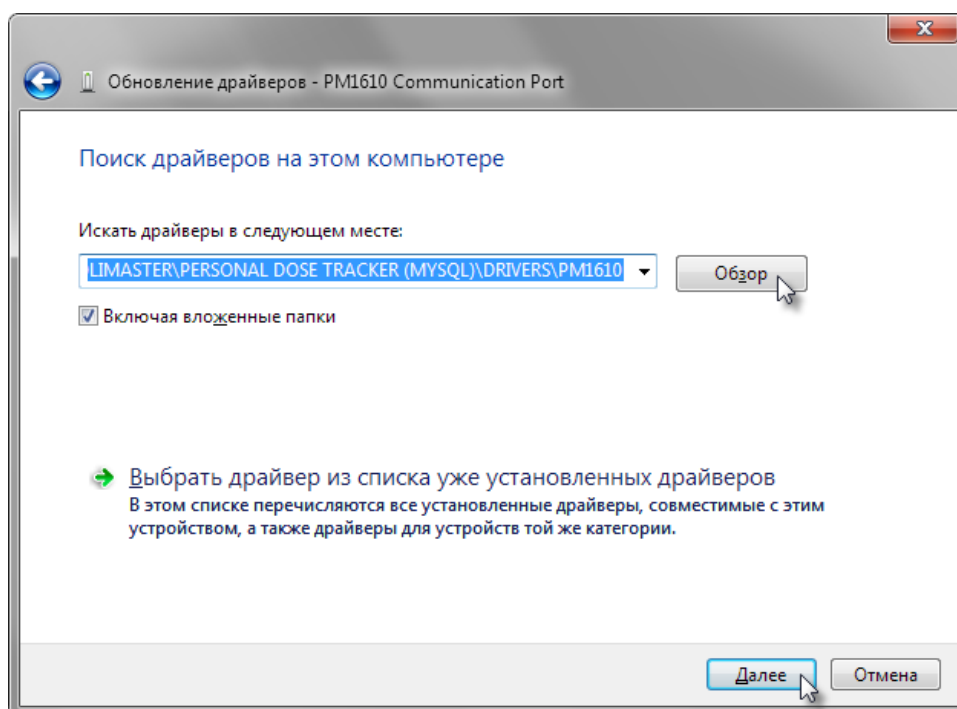 Обновление драйверов - PM1610 Communication Port
Поиск драйверов на этом компьютере
Искать драйверы в следующем месте:
LIMASTER\PERSONAL DOSE TRACKER (MYSQL)\DRIVERS\PM1610
Обзор
Включая вложенные папки
Выбрать драйвер из списка уже установленных драйверов
В этом списке перечисляются все установленные драйверы, совместимые с этим
устройством, а также драйверы для устройств той же категории.
Далее
Отмена